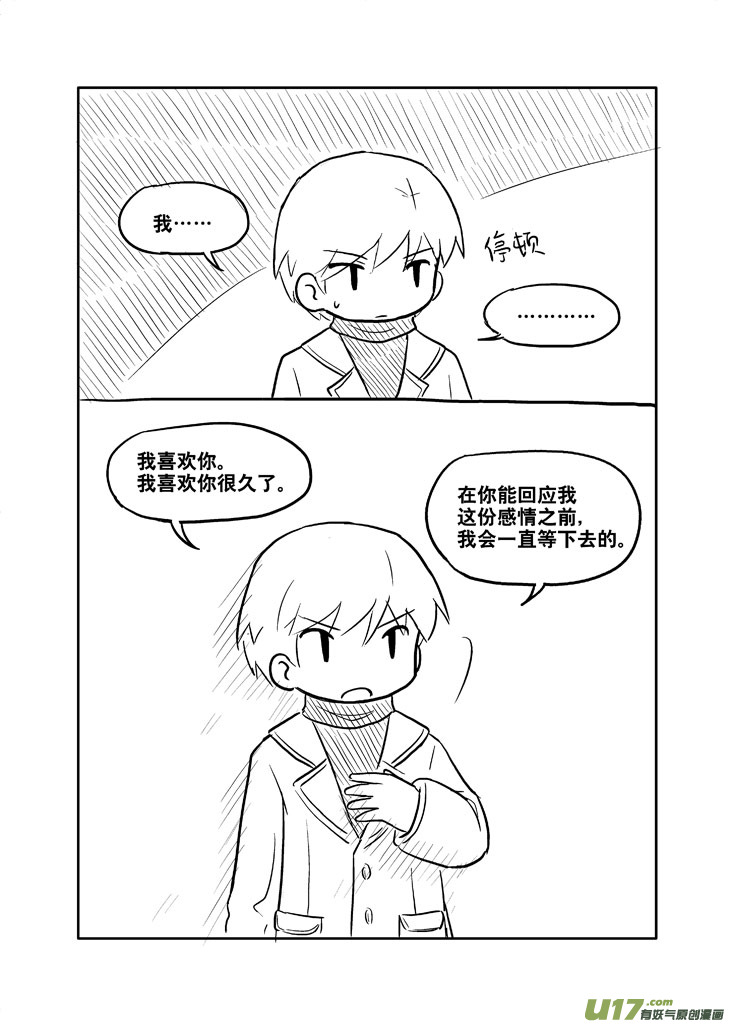 我……
停顿
…………
我喜欢你。
我喜欢你很久了。
在你能回应我
这份感情之前，
我会一直等下去的。
U17.com
有妖气原创漫画